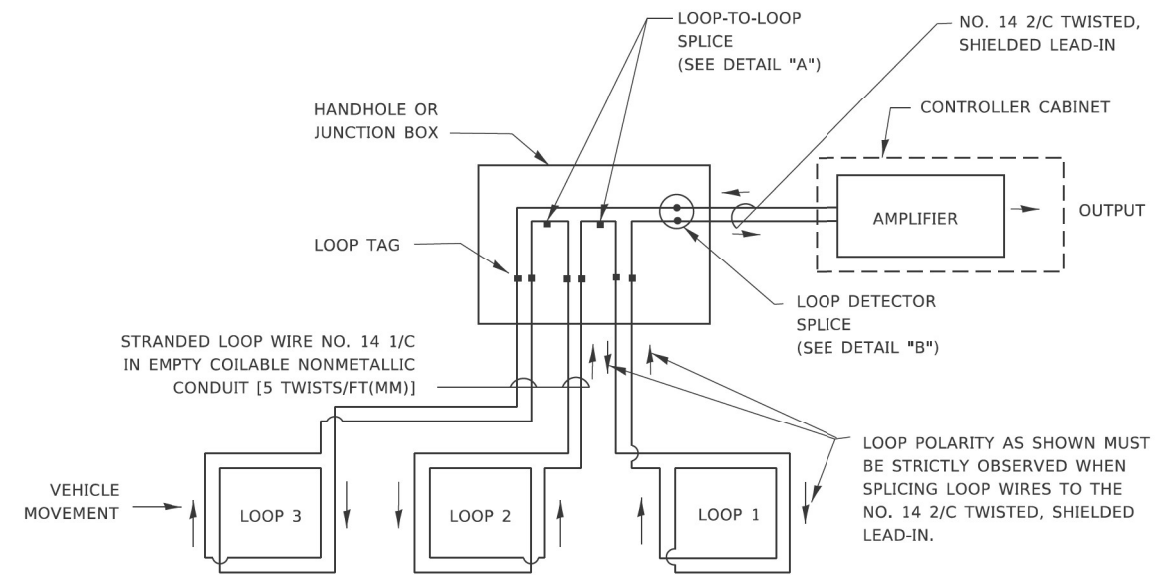 LOOP-TO-LOOP
SPLICE
(SEE DETAIL "A")
NO. 14 2/C TWISTED,
SHIELDED LEAD-IN
HANDHOLE OR
JUNCTION BOX
CONTROLLER CABINET
AMPLIFIER
OUTPUT
LOOP TAG
LOOP DETECTOR
SPLICE
(SEE DETAIL "B")
STRANDED LOOP WIRE NO. 14 1/C
IN EMPTY COILABLE NONMETALLIC
CONDUIT [5 TWISTS/FT(MM)]
LOOP POLARITY AS SHOWN MUST
BE STRICTLY OBSERVED WHEN
SPLICING LOOP WIRES TO THE
NO. 14 2/C TWISTED, SHIELDED
LEAD-IN.
VEHICLE
MOVEMENT
LOOP 3
LOOP 2
LOOP 1